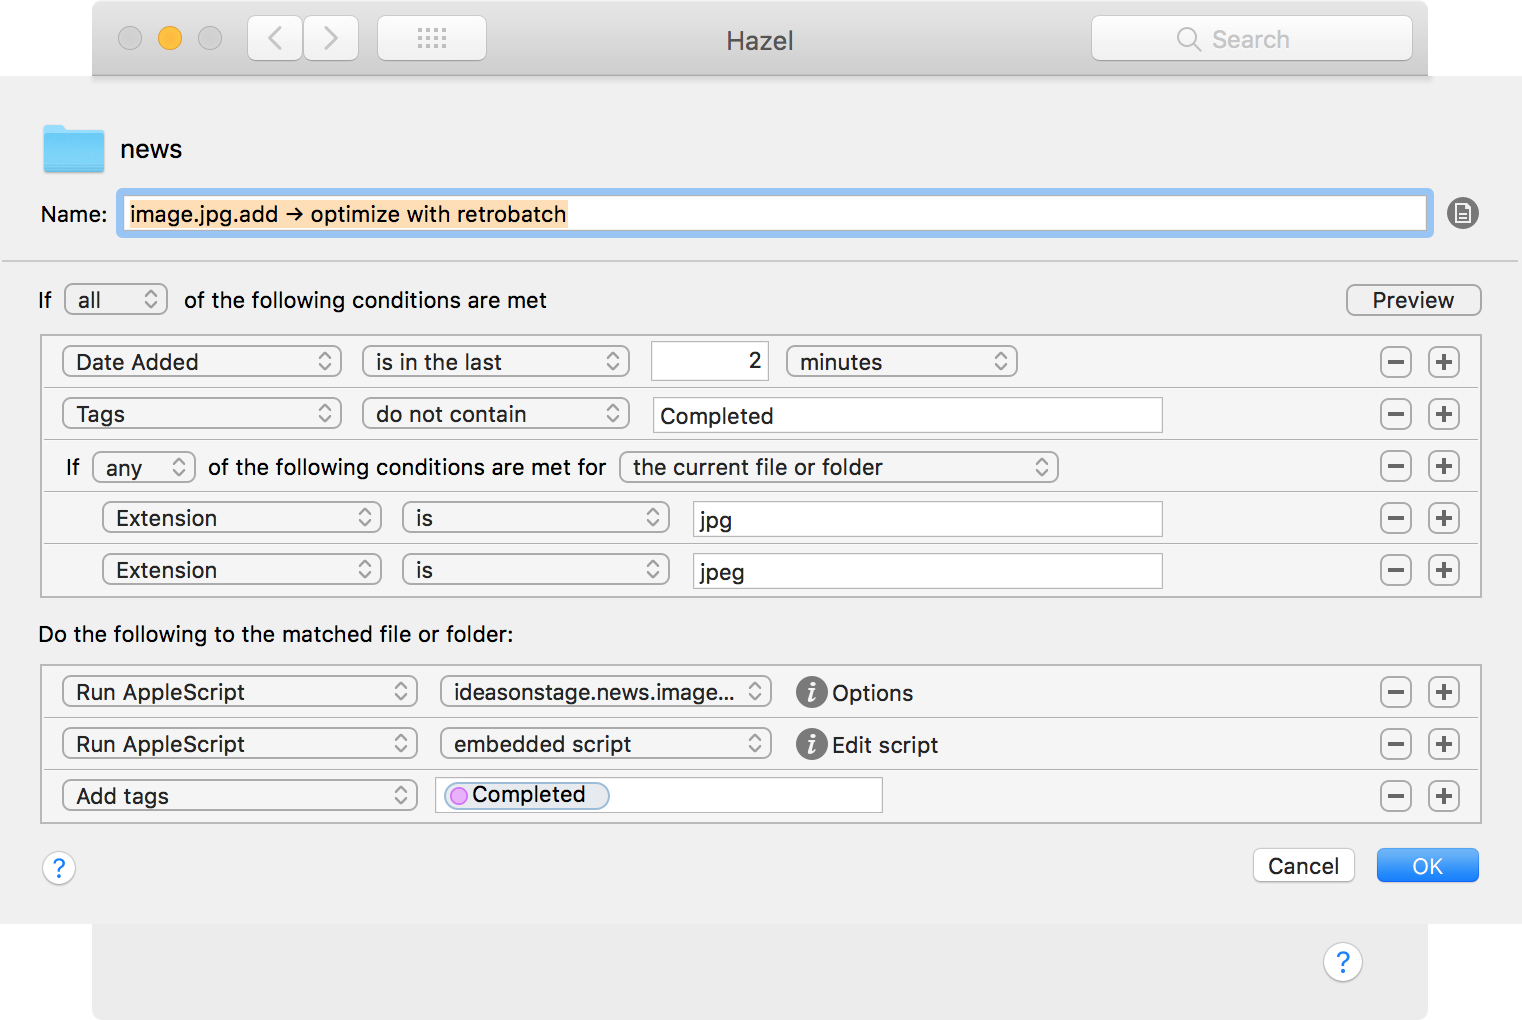 Hazel
Search
news
Name: image.jpg.add → optimize with retrobatch
If all of the following conditions are met Preview
Date Added is in the last 2 minutes
Tags do not contain Completed
If any of the following conditions are met for the current file or folder
Extension is jpg
Extension is jpeg
Do the following to the matched file or folder:
Run AppleScript ideasonstage.news.image... i Options
Run AppleScript embedded script i Edit script
Add tags Completed
? Cancel OK
?